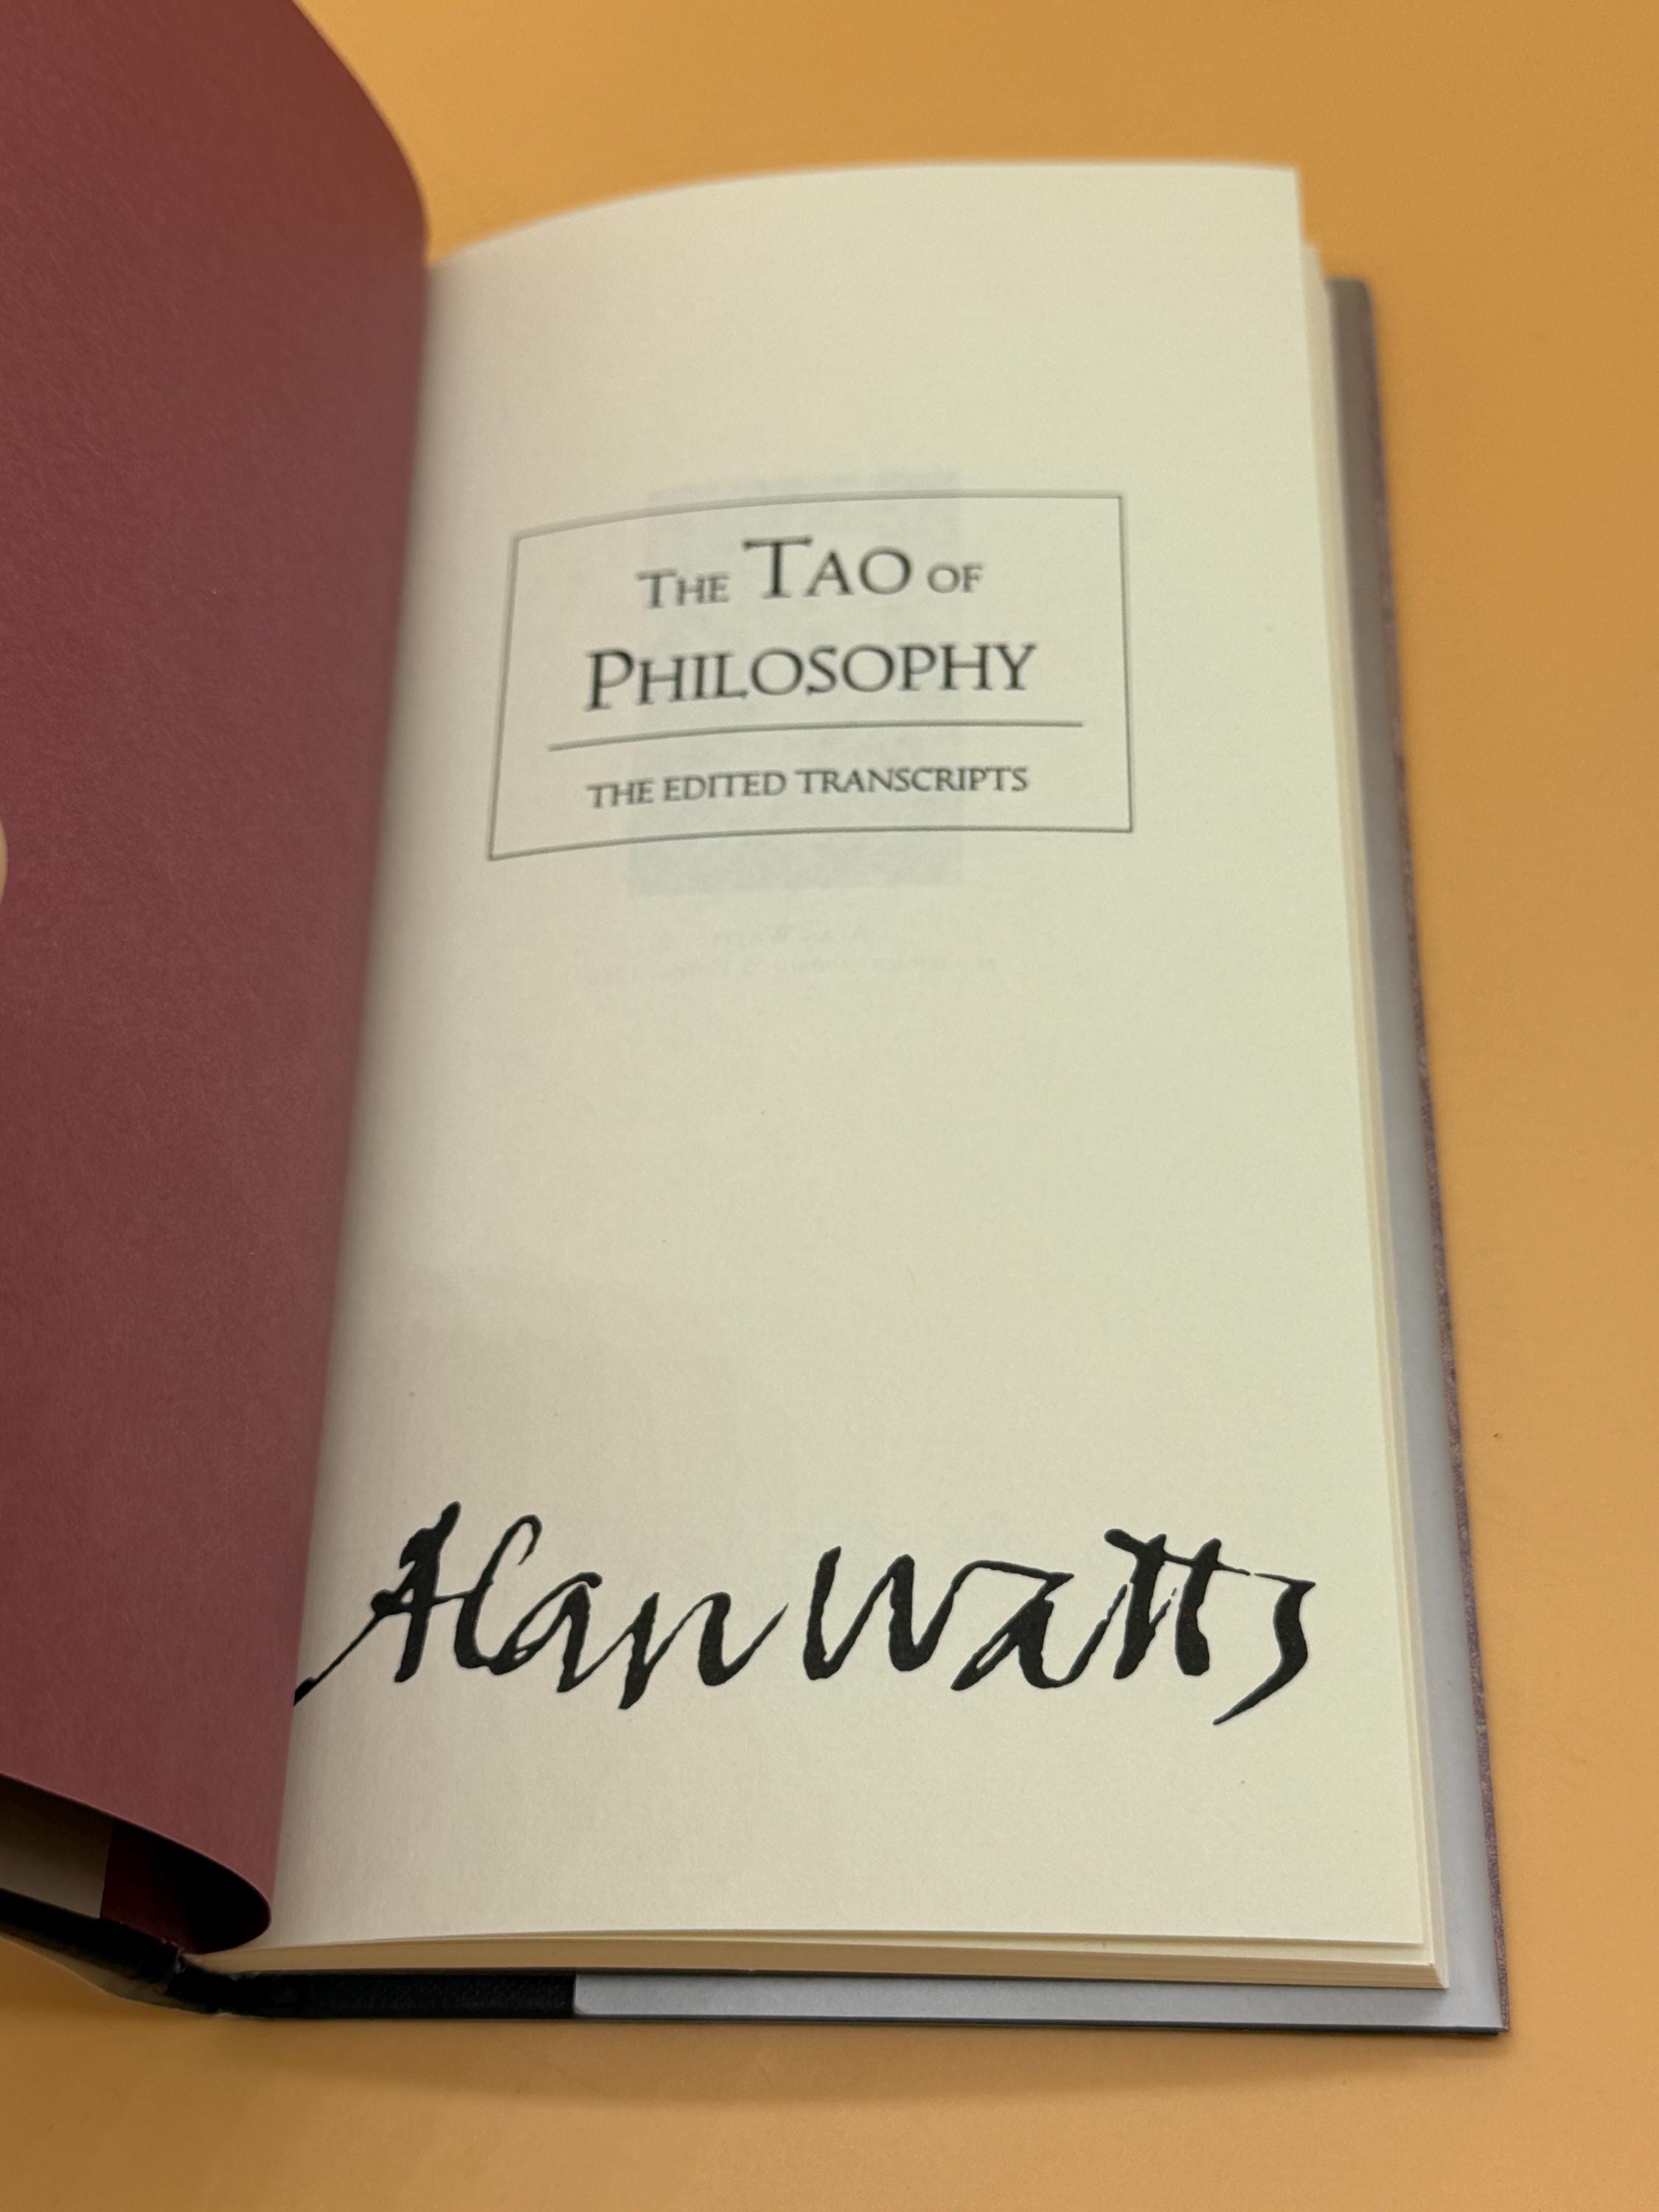 THE TAO OF
PHILOSOPHY
THE EDITED TRANSCRIPTS
Alan Watts